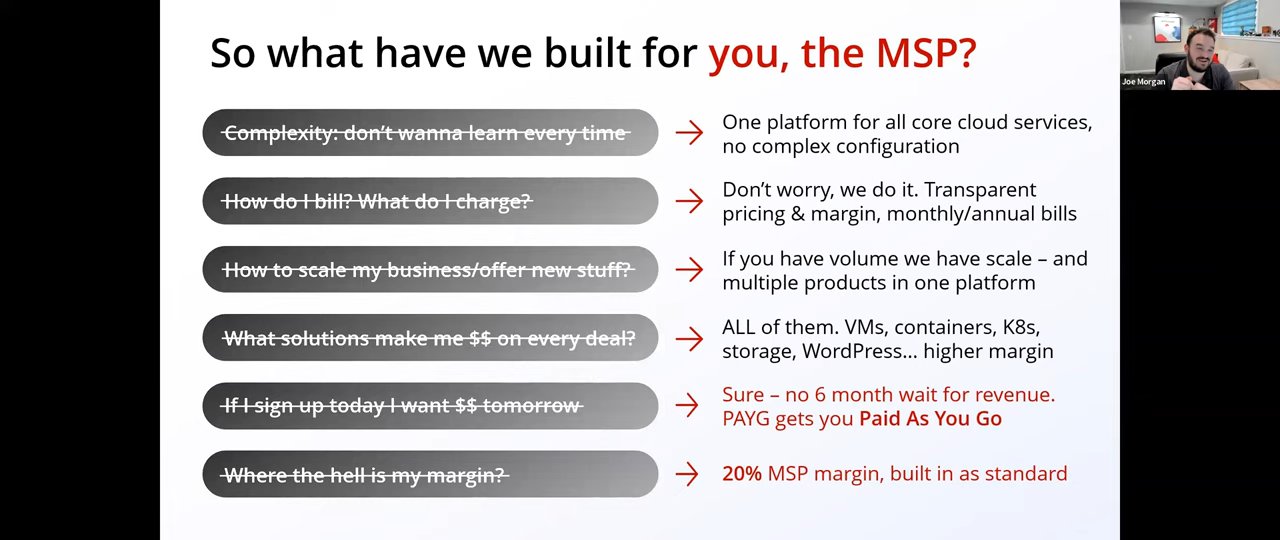 So what have we built for you, the MSP?
Complexity: don’t wanna learn every time
One platform for all core cloud services,
no complex configuration
How do I bill? What do I charge?
Don’t worry, we do it. Transparent
pricing & margin, monthly/annual bills
How to scale my business/offer new stuff?
If you have volume we have scale – and
multiple products in one platform
What solutions make me $$ on every deal?
ALL of them. VMs, containers, K8s,
storage, WordPress... higher margin
If I sign up today I want $$ tomorrow
Sure – no 6 month wait for revenue.
PAYG gets you Paid As You Go
Where the hell is my margin?
20% MSP margin, built in as standard
Joe Morgan